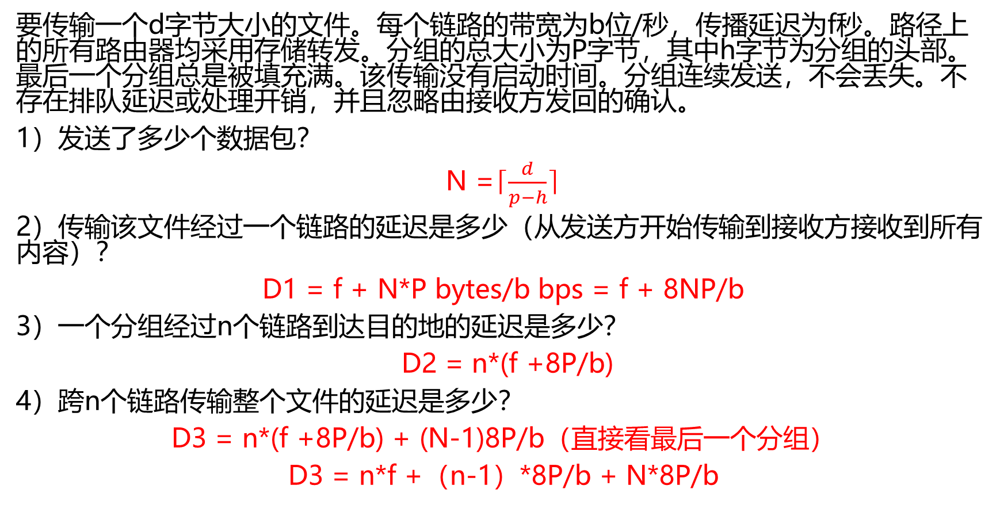 要传输一个d字节大小的文件。每个链路的带宽为b位/秒，传播延迟为f秒。路径上
的所有路由器均采用存储转发。分组的总大小为P字节，其中h字节为分组的头部。
最后一个分组总是被填充满。该传输没有启动时间。分组连续发送，不会丢失。不
存在排队延迟或处理开销，并且忽略由接收方发回的确认。
1）发送了多少个数据包？
N =⌈d/(p−h)⌉
2）传输该文件经过一个链路的延迟是多少（从发送方开始传输到接收方接收到所有
内容）？
D1 = f + N*P bytes/b bps = f + 8NP/b
3）一个分组经过n个链路到达目的地的延迟是多少？
D2 = n*(f +8P/b)
4）跨n个链路传输整个文件的延迟是多少？
D3 = n*(f +8P/b) + (N-1)8P/b（直接看最后一个分组）
D3 = n*f +（n-1）*8P/b + N*8P/b